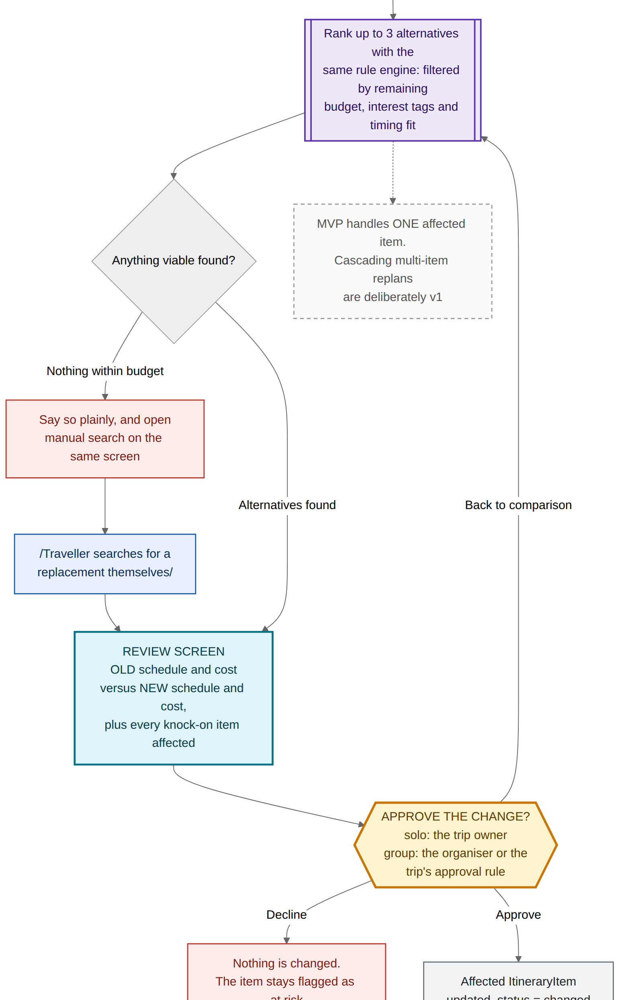 Rank up to 3 alternatives
with the
same rule engine: filtered
by remaining
budget, interest tags and
timing fit
Anything viable found?
MVP handles ONE affected
item.
Cascading multi-item
replans
are deliberately v1
Nothing within budget
Say so plainly, and open
manual search on the
same screen
Alternatives found
Back to comparison
/Traveller searches for a
replacement themselves/
REVIEW SCREEN
OLD schedule and cost
versus NEW schedule and
cost,
plus every knock-on item
affected
APPROVE THE CHANGE?
solo: the trip owner
group: the organiser or the
trip's approval rule
Decline
Approve
Nothing is changed.
The item stays flagged as
at risk
Affected ItineraryItem
updated, status = changed